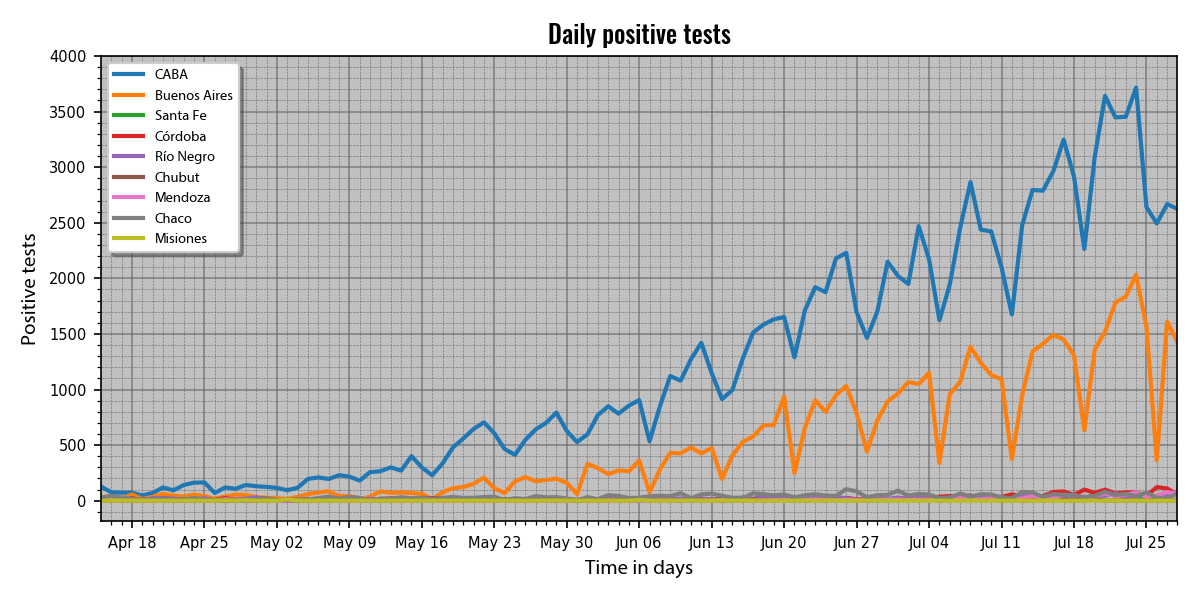 Daily positive tests
4000
3500
3000
2500
2000
1500
1000
500
0
Positive tests
CABA
Buenos Aires
Santa Fe
Córdoba
Río Negro
Chubut
Mendoza
Chaco
Misiones
Apr 18 Apr 25 May 02 May 09 May 16 May 23 May 30 Jun 06 Jun 13 Jun 20 Jun 27 Jul 04 Jul 11 Jul 18 Jul 25
Time in days